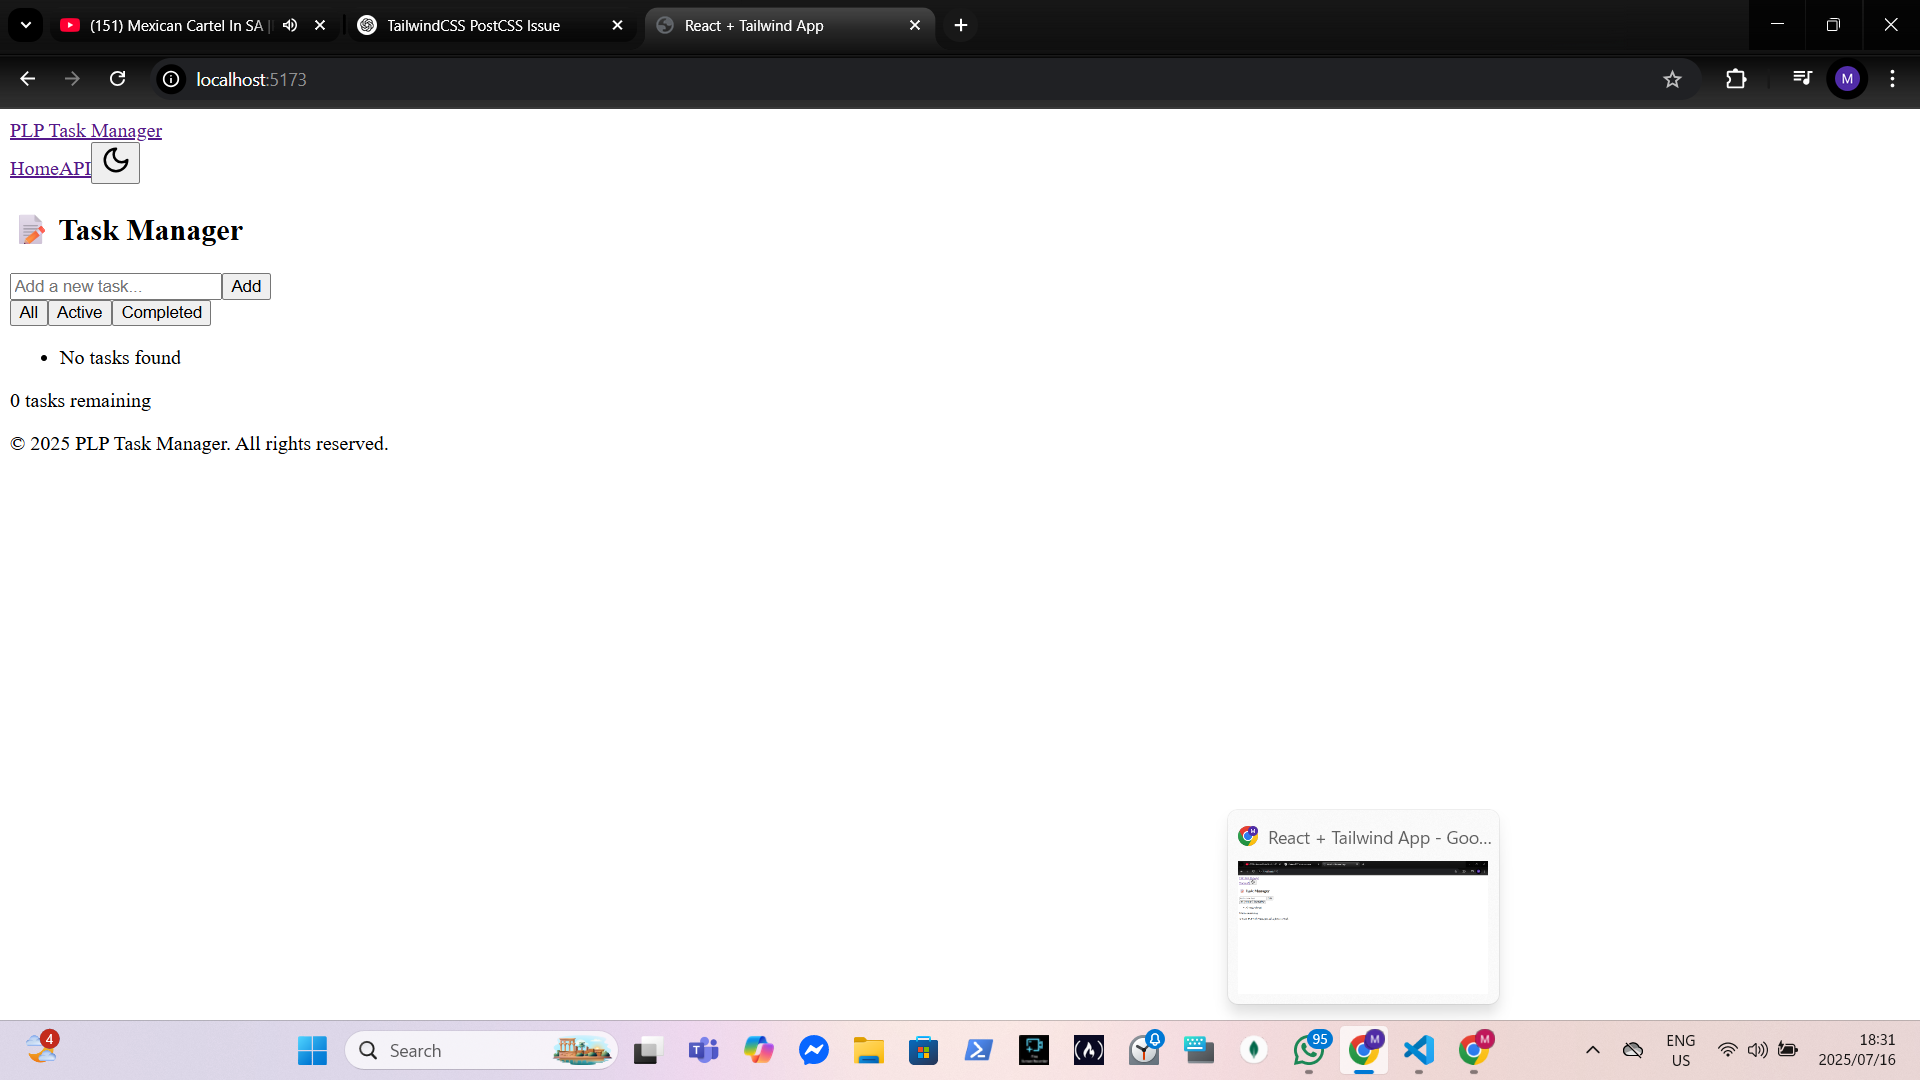 (151) Mexican Cartel In SA |
TailwindCSS PostCSS Issue
React + Tailwind App
localhost:5173
M
PLP Task Manager
HomeAPI
Task Manager
Add a new task...
Add
All
Active
Completed
No tasks found
0 tasks remaining
© 2025 PLP Task Manager. All rights reserved.
React + Tailwind App - Goo...
4
Search
95
M
M
ENG
US
18:31
2025/07/16